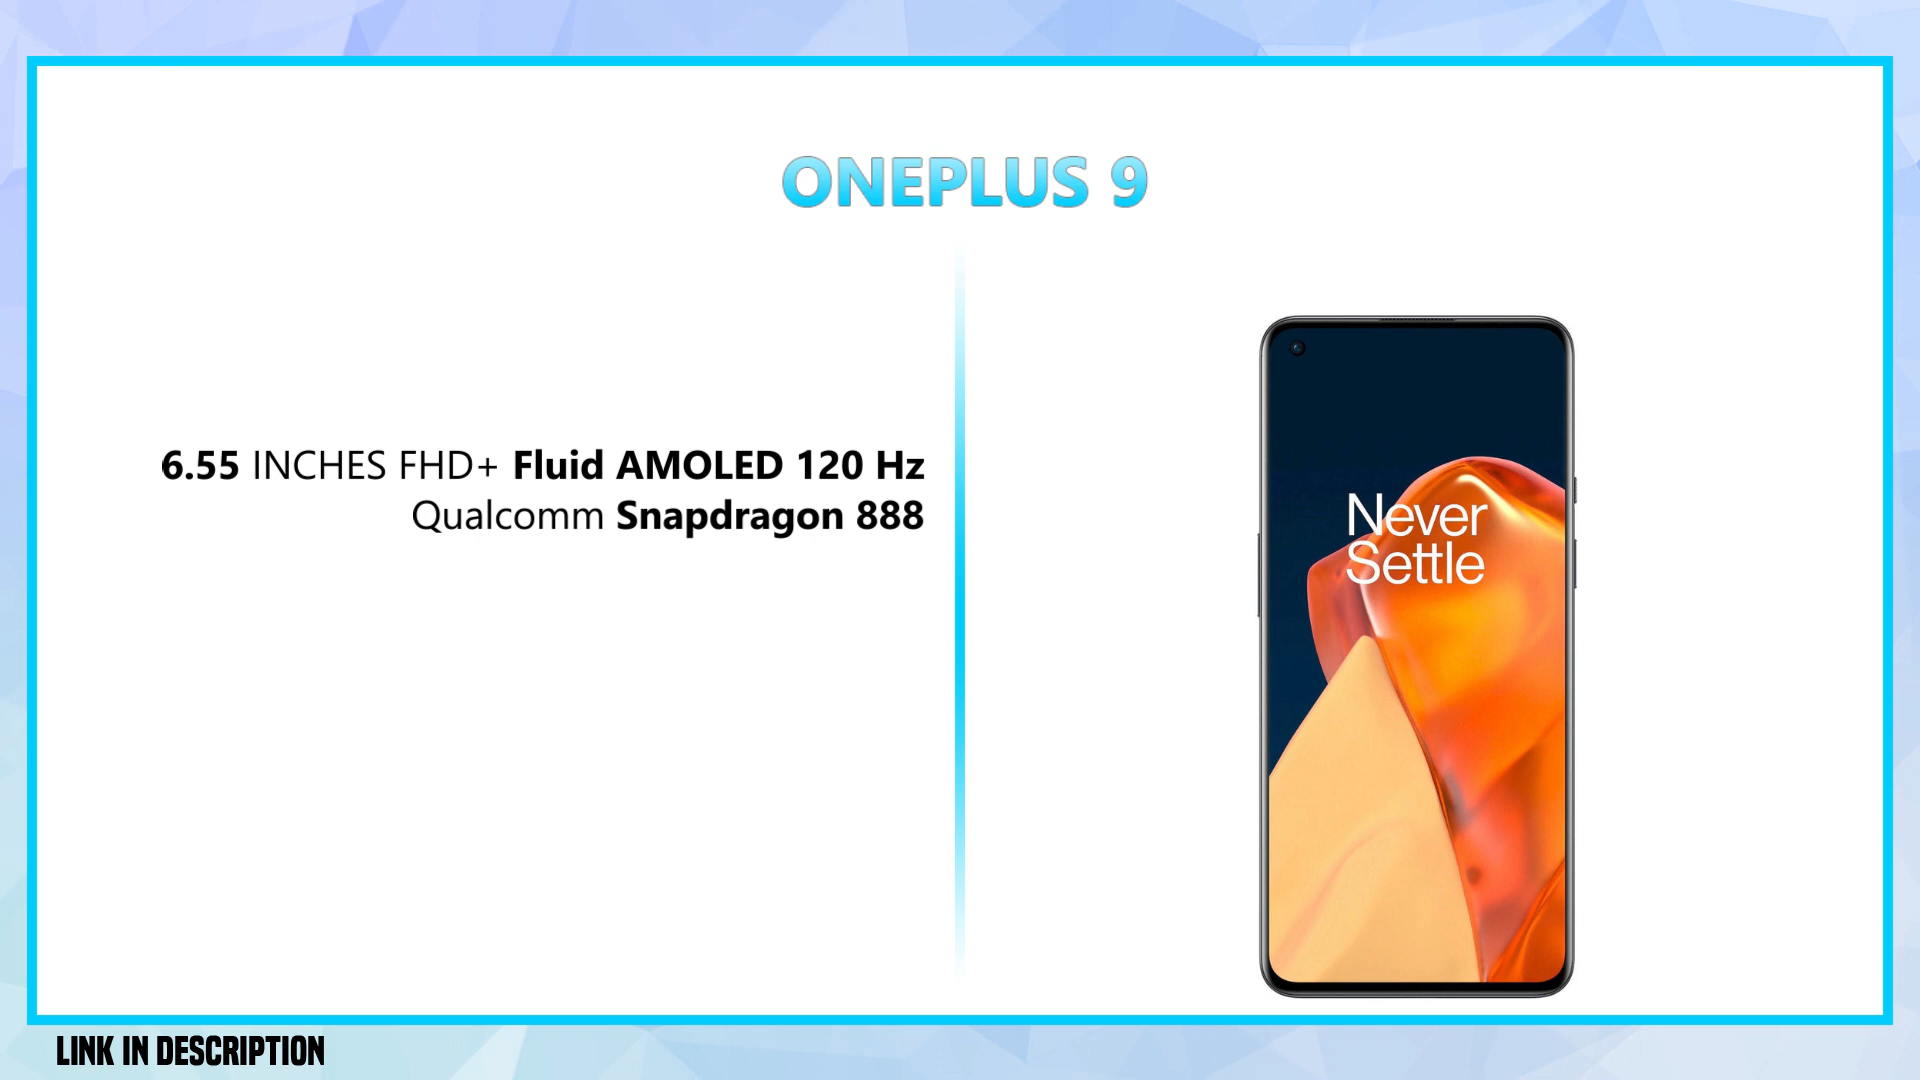 ONEPLUS 9
6.55 INCHES FHD+ Fluid AMOLED 120 Hz
Qualcomm Snapdragon 888
Never
Settle
LINK IN DESCRIPTION